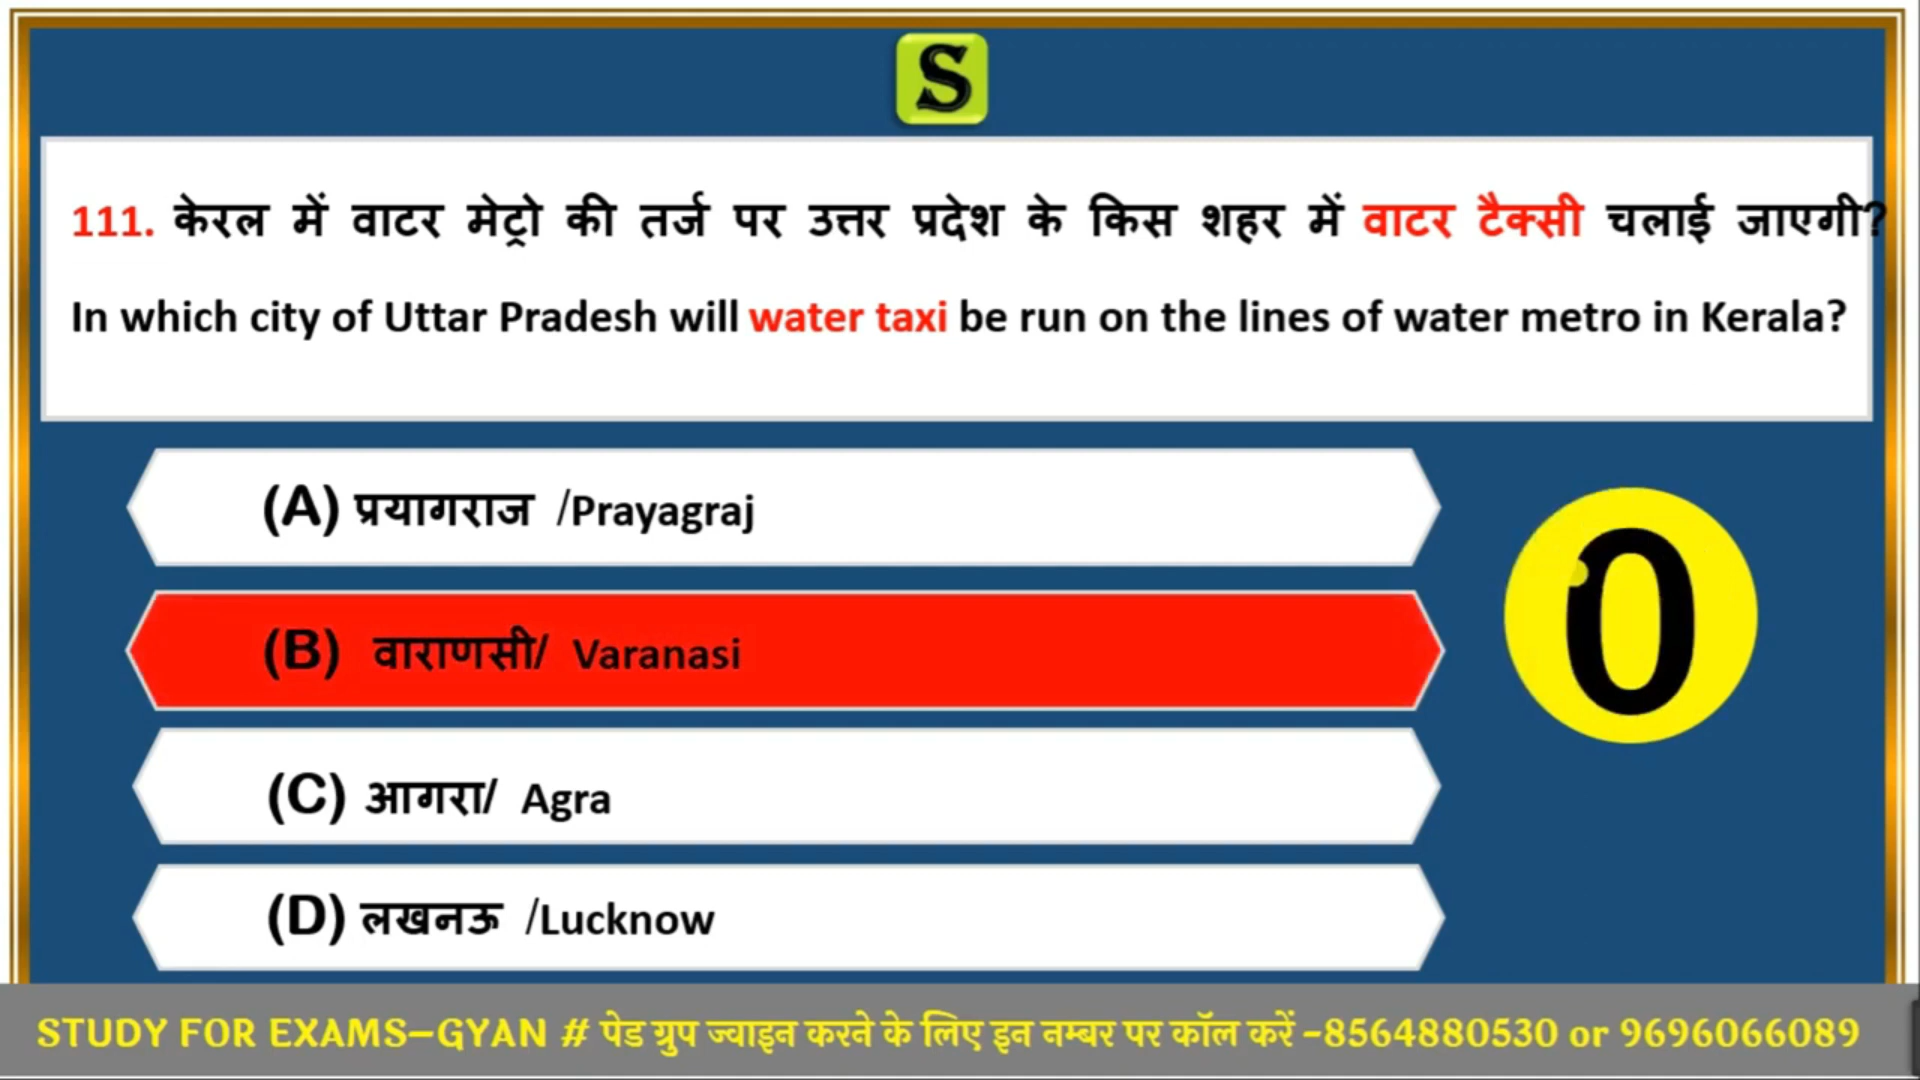 S
111. केरल में वाटर मेट्रो की तर्ज पर उत्तर प्रदेश के किस शहर में वाटर टैक्सी चलाई जाएगी?
In which city of Uttar Pradesh will water taxi be run on the lines of water metro in Kerala?
(A) प्रयागराज /Prayagraj
(B) वाराणसी/ Varanasi
0
(C) आगरा/ Agra
(D) लखनऊ /Lucknow
STUDY FOR EXAMS–GYAN # पेड ग्रुप ज्वाइन करने के लिए इन नम्बर पर कॉल करें -8564880530 or 9696066089